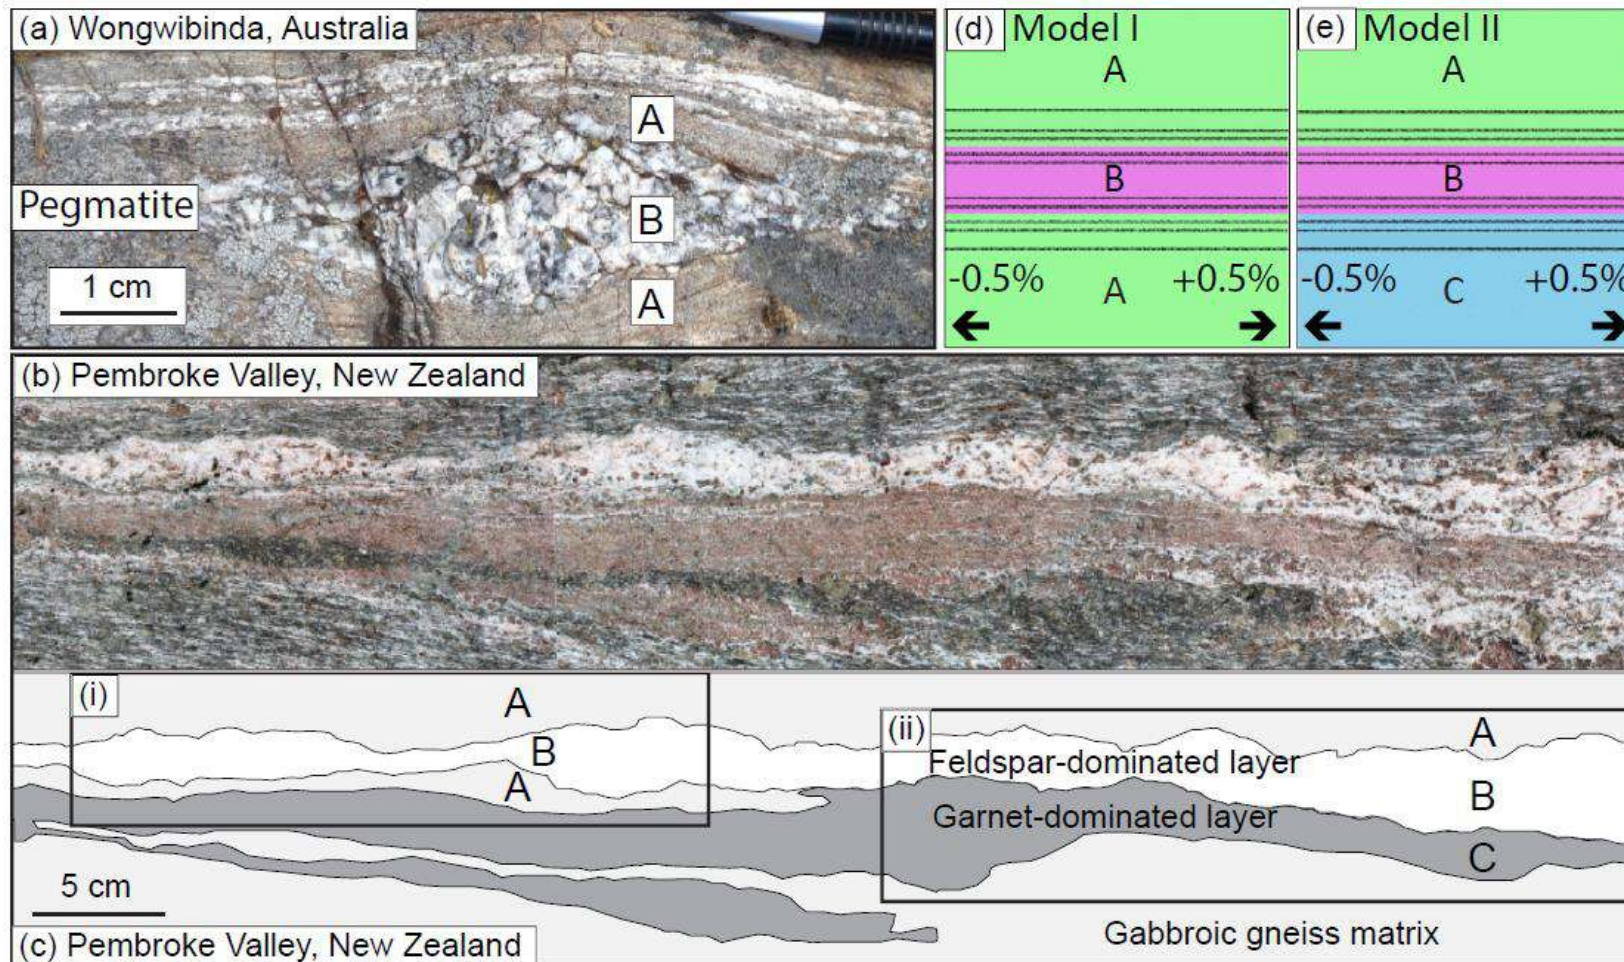 (a) Wongwibinda, Australia
A
Pegmatite
B
A
1 cm
(d) Model I
A
B
-0.5% A +0.5%
(e) Model II
A
B
-0.5% C +0.5%
(b) Pembroke Valley, New Zealand
(i)
A
B
A
(ii)
A
Feldspar-dominated layer
B
Garnet-dominated layer
C
5 cm
Gabbroic gneiss matrix
(c) Pembroke Valley, New Zealand